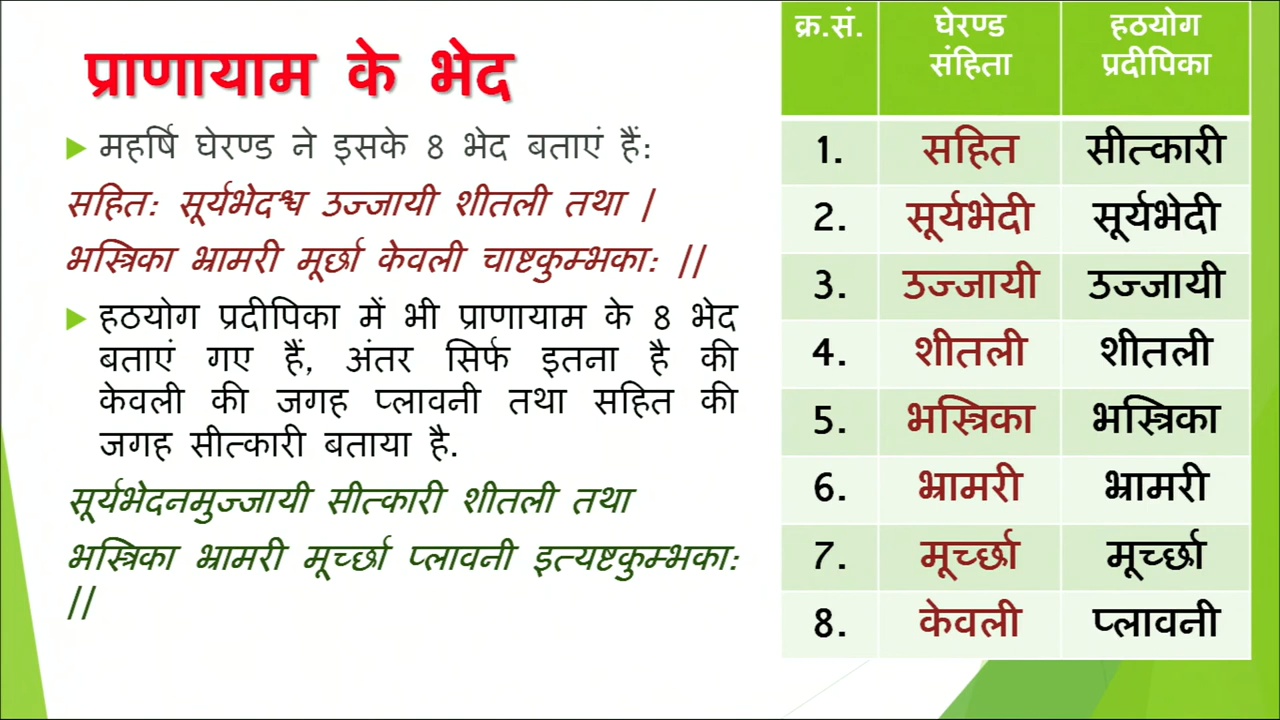 प्राणायाम के भेद
महर्षि घेरण्ड ने इसके 8 भेद बताएं हैं:
सहित: सूर्यभेदश्च उज्जायी शीतली तथा |
भस्त्रिका भ्रामरी मूर्छा केवली चाष्टकुम्भका: ||
हठयोग प्रदीपिका में भी प्राणायाम के 8 भेद
बताएं गए हैं, अंतर सिर्फ इतना है की
केवली की जगह प्लावनी तथा सहित की
जगह सीत्कारी बताया है.
सूर्यभेदनमुज्जायी सीत्कारी शीतली तथा
भस्त्रिका भ्रामरी मूर्च्छा प्लावनी इत्यष्टकुम्भका:
||
क्र.सं. घेरण्ड संहिता हठयोग प्रदीपिका
1. सहित सीत्कारी
2. सूर्यभेदी सूर्यभेदी
3. उज्जायी उज्जायी
4. शीतली शीतली
5. भस्त्रिका भस्त्रिका
6. भ्रामरी भ्रामरी
7. मूर्च्छा मूर्च्छा
8. केवली प्लावनी